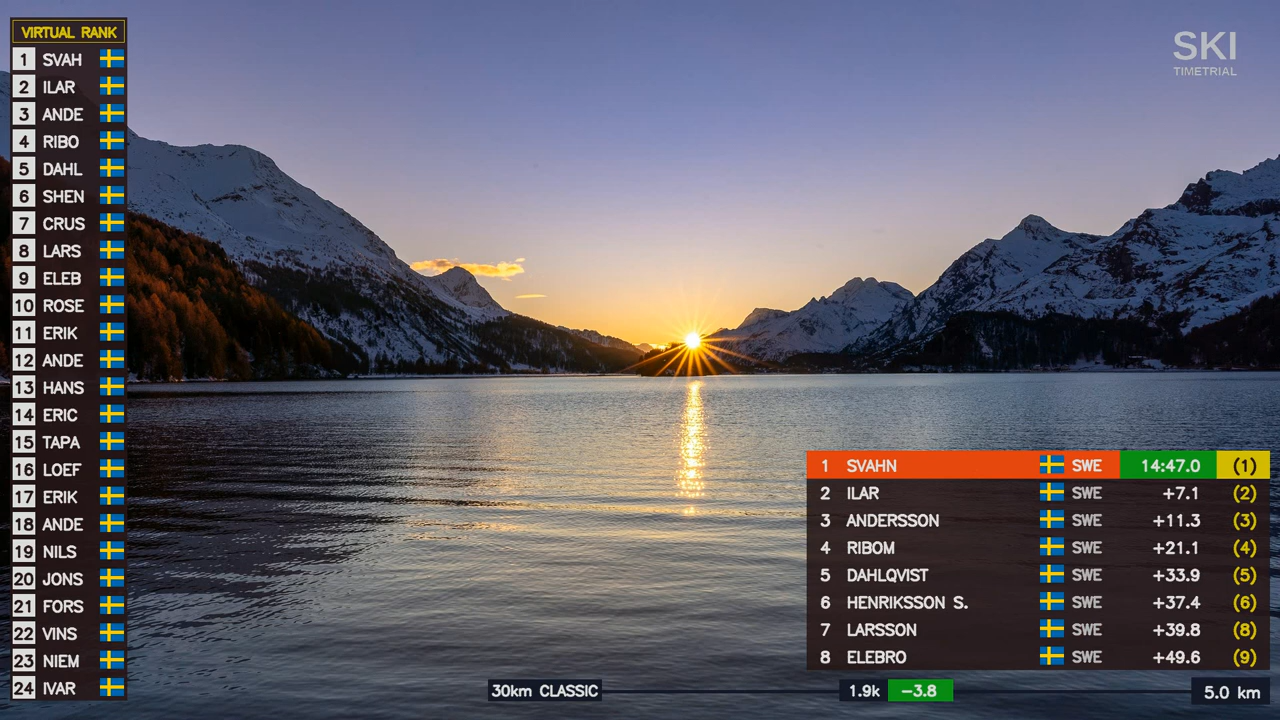 VIRTUAL RANK
1 SVAH
2 ILAR
3 ANDE
4 RIBO
5 DAHL
6 SHEN
7 CRUS
8 LARS
9 ELEB
10 ROSE
11 ERIK
12 ANDE
13 HANS
14 ERIC
15 TAPA
16 LOEF
17 ERIK
18 ANDE
19 NILS
20 JONS
21 FORS
22 VINS
23 NIEM
24 IVAR
SKI
TIMETRIAL
1 SVAHN SWE 14:47.0 (1)
2 ILAR SWE +7.1 (2)
3 ANDERSSON SWE +11.3 (3)
4 RIBOM SWE +21.1 (4)
5 DAHLQVIST SWE +33.9 (5)
6 HENRIKSSON S. SWE +37.4 (6)
7 LARSSON SWE +39.8 (8)
8 ELEBRO SWE +49.6 (9)
30km CLASSIC 1.9k −3.8 5.0 km